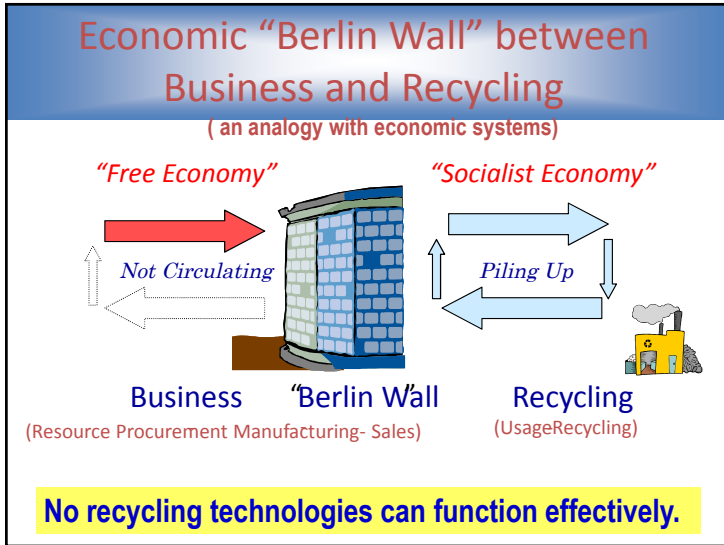 Economic “Berlin Wall” between
Business and Recycling
( an analogy with economic systems)
“Free Economy”
“Socialist Economy”
Not Circulating
Piling Up
Business
“Berlin Wall”
Recycling
(Resource Procurement Manufacturing- Sales)
(UsageRecycling)
No recycling technologies can function effectively.